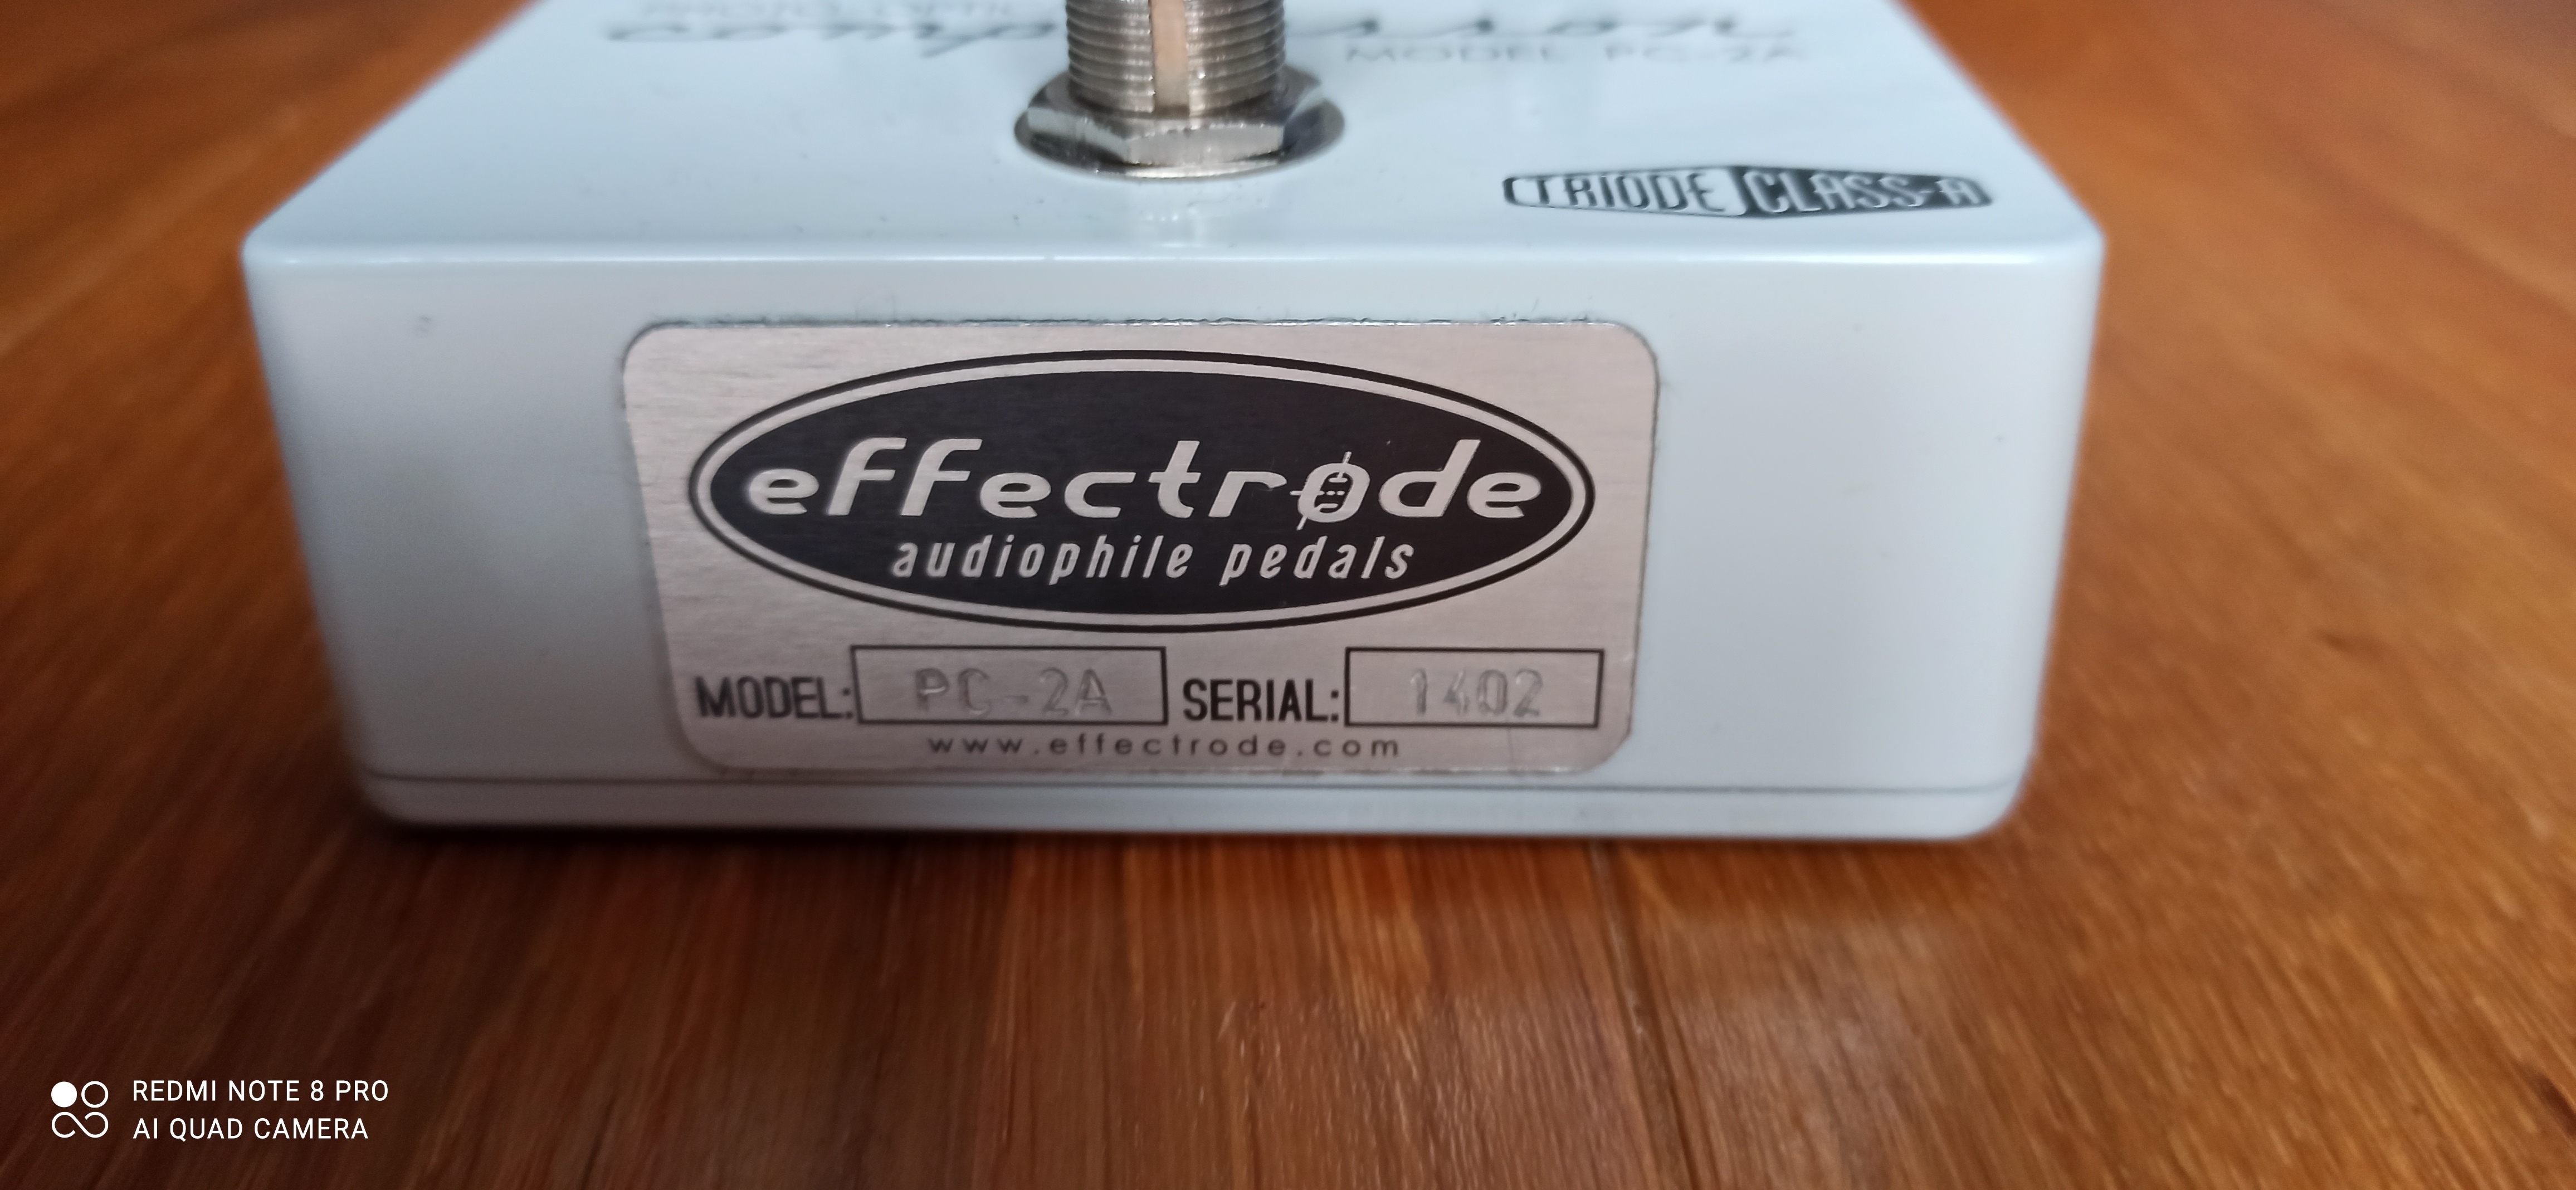 MODEL PC-2A
TRIODE CLASS-A
effectrode
audiophile pedals
MODEL: PC-2A SERIAL: 1402
www.effectrode.com
REDMI NOTE 8 PRO
AI QUAD CAMERA